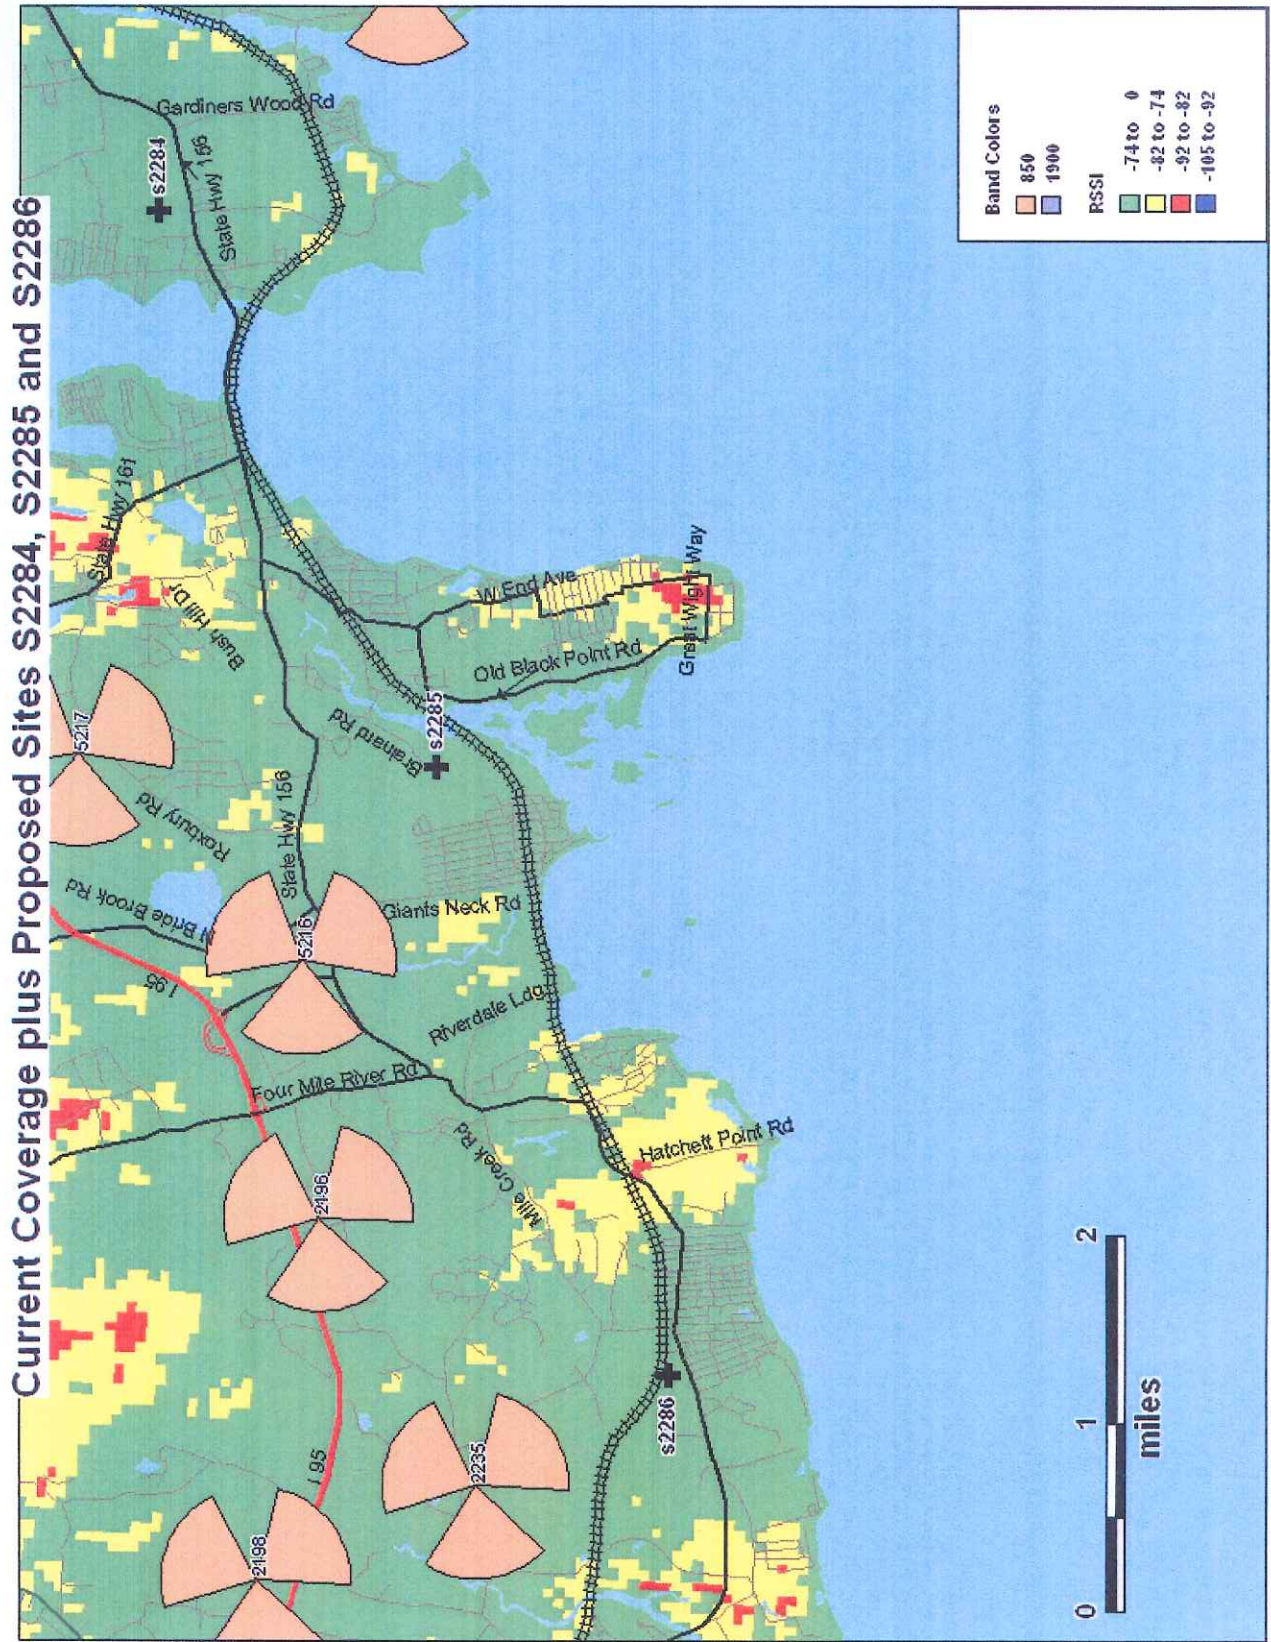 Current Coverage plus Proposed Sites S2284, S2285 and S2286
Gardiners Wood Rd
s2284
State Hwy 156
State Hwy 161
Bush Hill Dr
W End Ave
Great Wight Way
Old Black Point Rd
s2285
Brainard Rd
5217
Roxbury Rd
State Hwy 156
N Bride Brook Rd
5216
Giants Neck Rd
I 95
Riverdale Ldg
Four Mile River Rd
Mile Creek Rd
Hatchett Point Rd
2196
I 95
2235
2198
s2286
0 1 2
miles
Band Colors
850
1900
RSSI
-74 to 0
-82 to -74
-92 to -82
-105 to -92